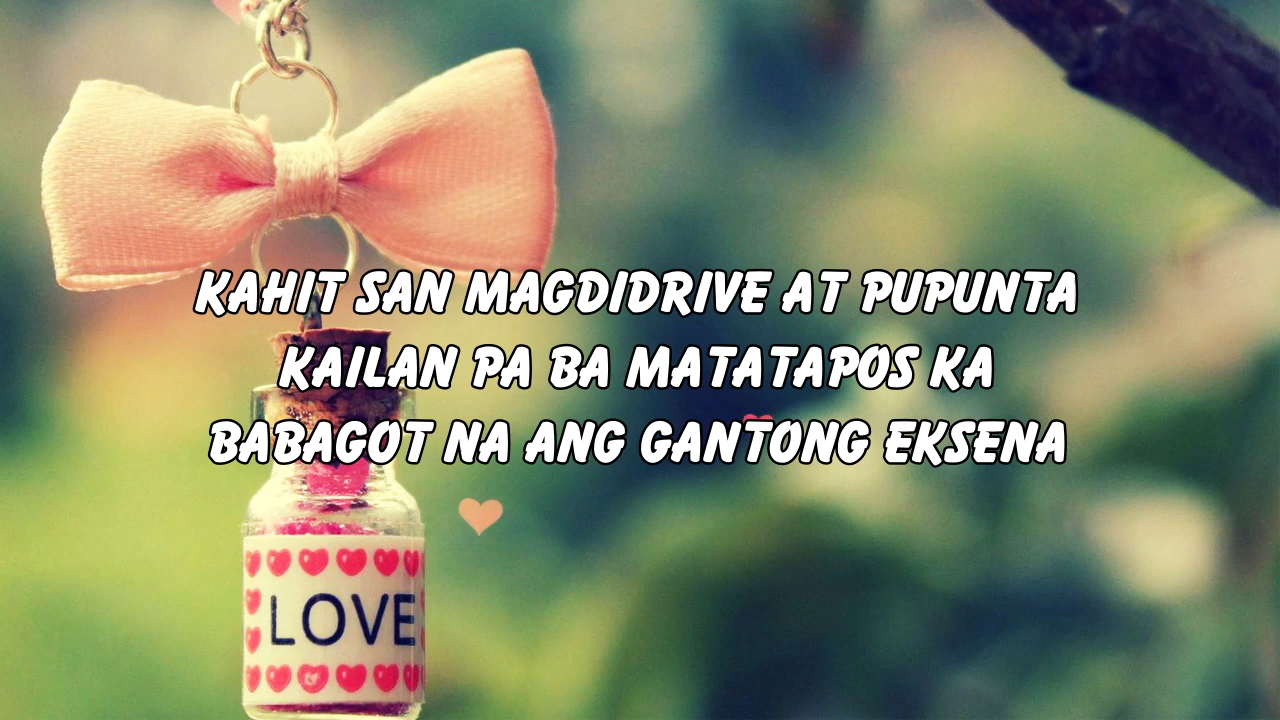 KAHIT SAN MAGDIDRIVE AT PUPUNTA
KAILAN PA BA MATATAPOS KA
BABAGOT NA ANG GANTONG EKSENA
LOVE